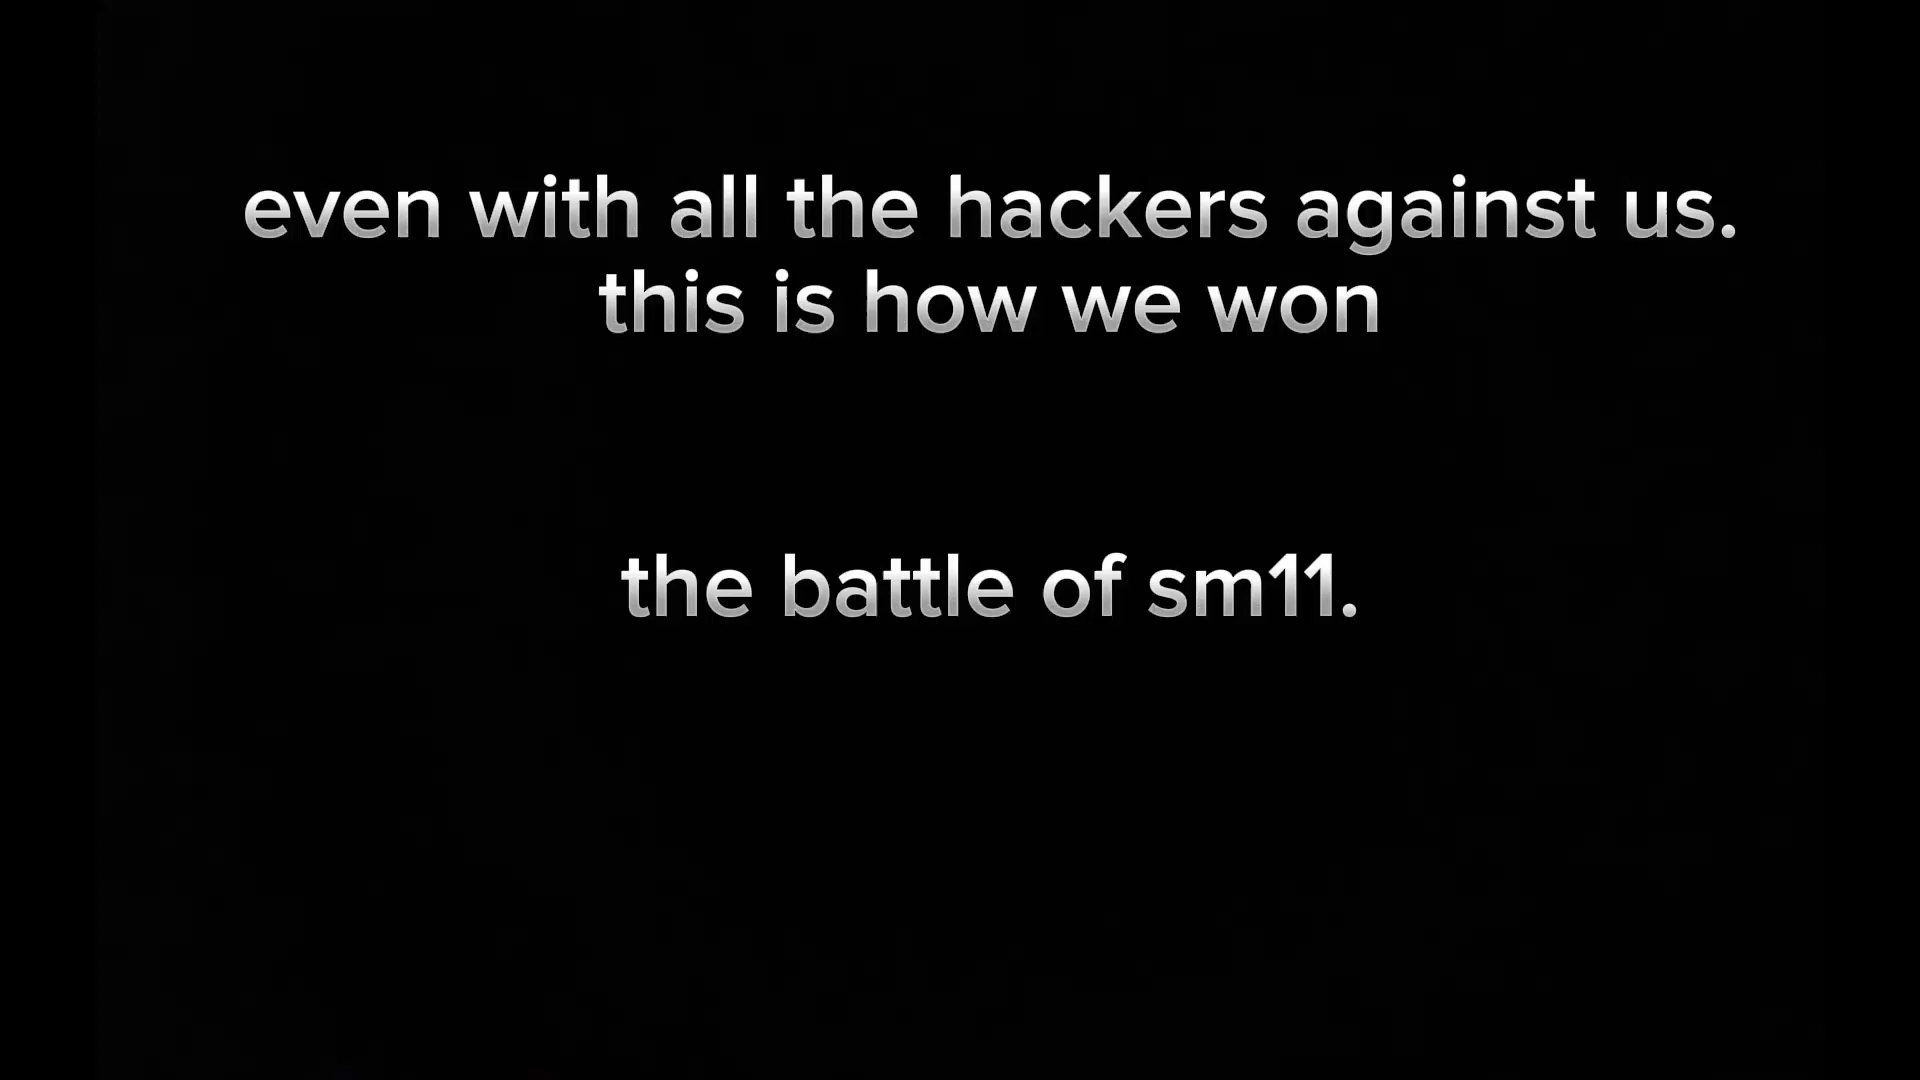 even with all the hackers against us.
this is how we won
the battle of sm11.